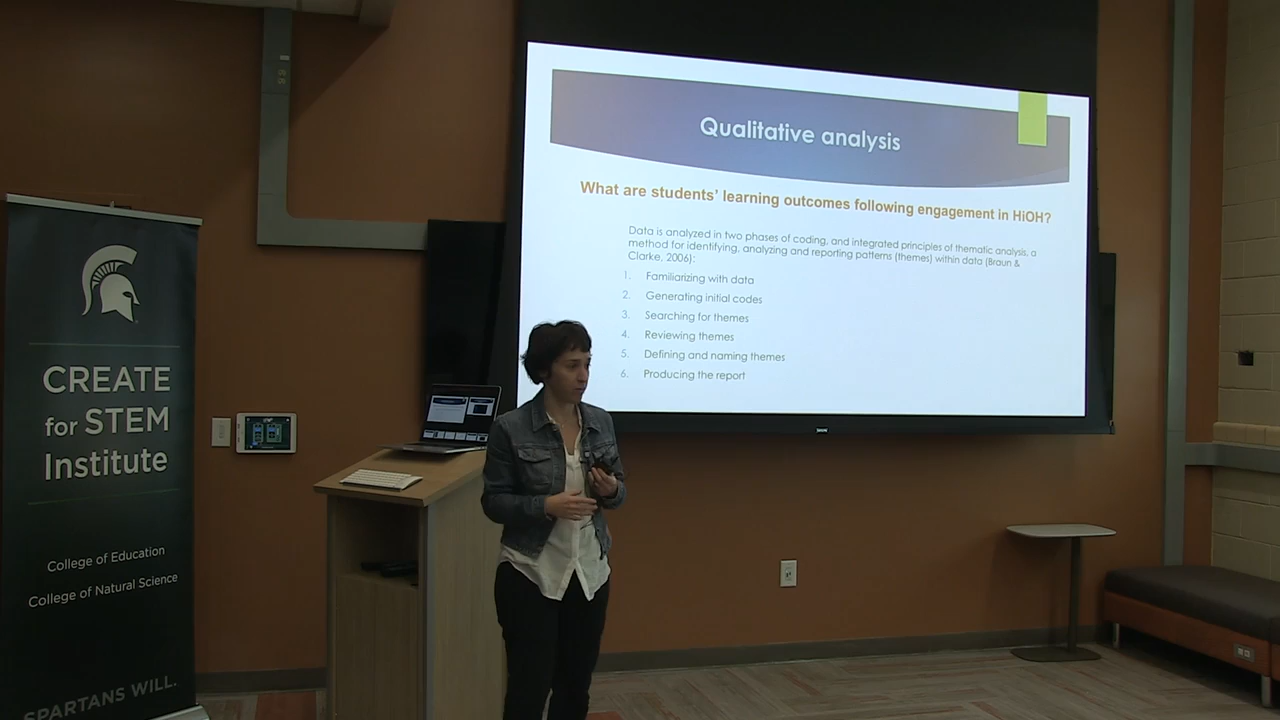 Qualitative analysis
What are students' learning outcomes following engagement in HiOH?
Data is analyzed in two phases of coding, and integrated principles of thematic analysis, a
method for identifying, analyzing and reporting patterns (themes) within data (Braun &
Clarke, 2006):
1. Familiarizing with data
2. Generating initial codes
3. Searching for themes
4. Reviewing themes
5. Defining and naming themes
6. Producing the report
CREATE
for STEM
Institute
College of Education
College of Natural Science
SPARTANS WILL.